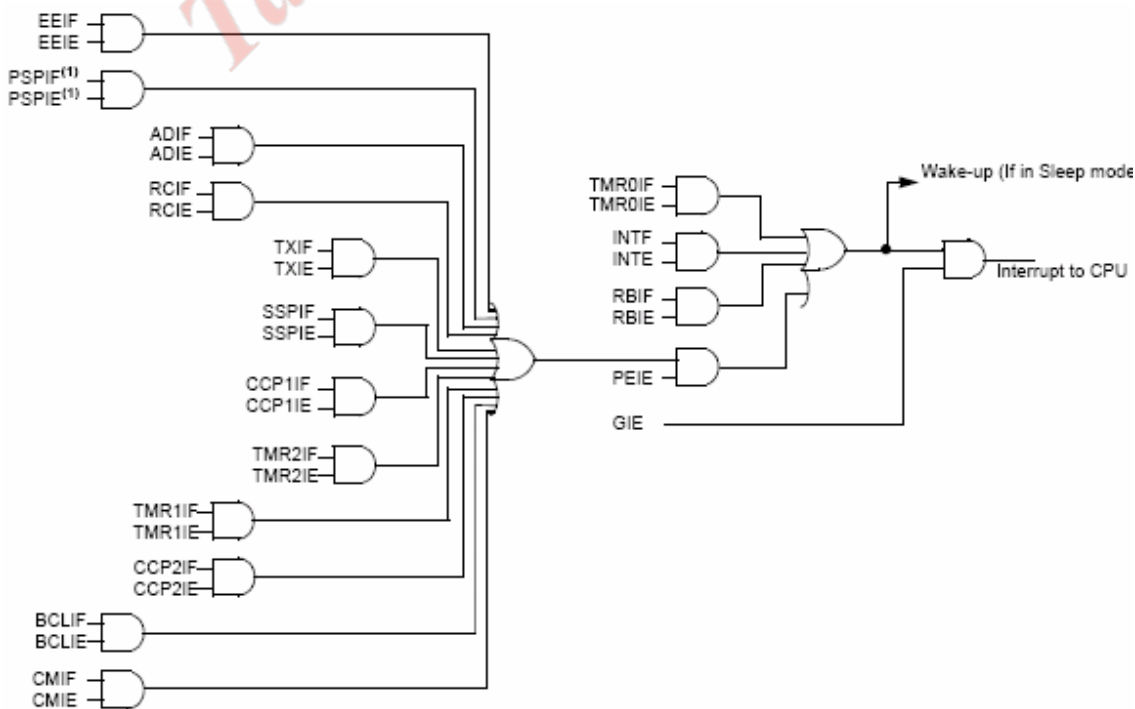 EEIF
EEIE
PSPIF(1)
PSPIE(1)
ADIF
ADIE
RCIF
RCIE
TXIF
TXIE
SSPIF
SSPIE
CCP1IF
CCP1IE
TMR2IF
TMR2IE
TMR1IF
TMR1IE
CCP2IF
CCP2IE
BCLIF
BCLIE
CMIF
CMIE
TMR0IF
TMR0IE
INTF
INTE
RBIF
RBIE
PEIE
GIE
Wake-up (If in Sleep mode
Interrupt to CPU